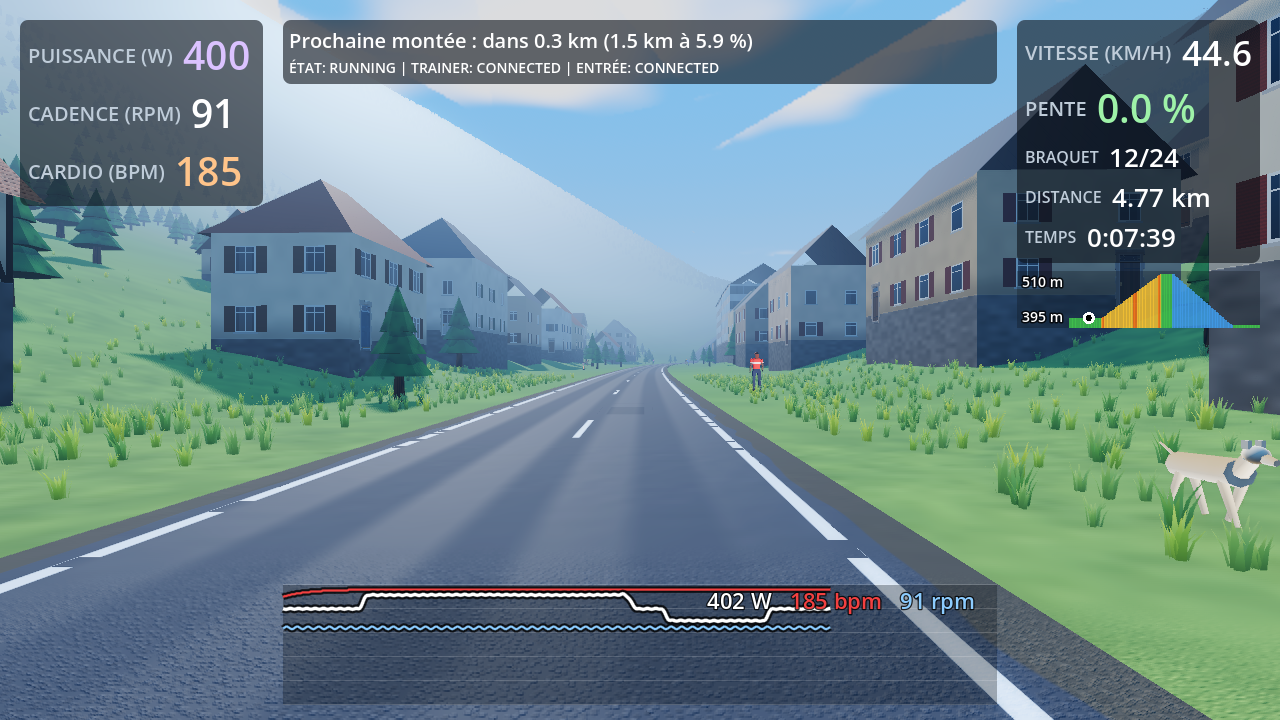 PUISSANCE (W) 400
CADENCE (RPM) 91
CARDIO (BPM) 185
Prochaine montée : dans 0.3 km (1.5 km à 5.9 %)
ÉTAT: RUNNING | TRAINER: CONNECTED | ENTRÉE: CONNECTED
VITESSE (KM/H) 44.6
PENTE 0.0 %
BRAQUET 12/24
DISTANCE 4.77 km
TEMPS 0:07:39
510 m
395 m
402 W 185 bpm 91 rpm